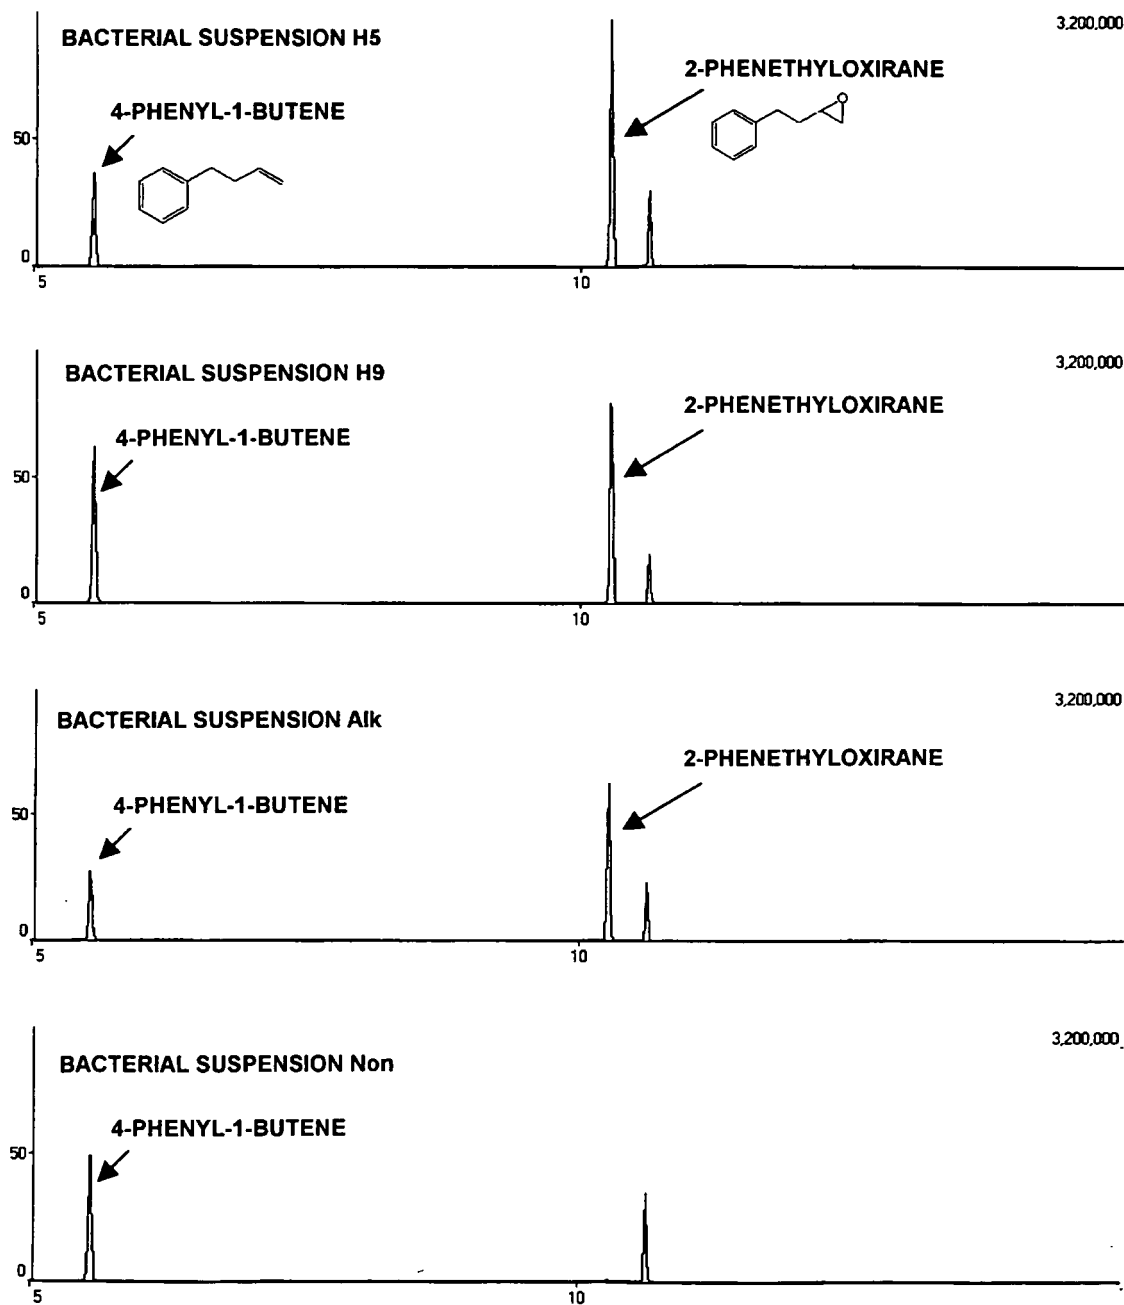 BACTERIAL SUSPENSION H5
3,200,000
2-PHENETHYLOXIRANE
O
4-PHENYL-1-BUTENE
50
0
5
10
BACTERIAL SUSPENSION H9
3,200,000
2-PHENETHYLOXIRANE
4-PHENYL-1-BUTENE
50
0
5
10
BACTERIAL SUSPENSION Alk
3,200,000
2-PHENETHYLOXIRANE
4-PHENYL-1-BUTENE
50
0
5
10
BACTERIAL SUSPENSION Non
3,200,000
4-PHENYL-1-BUTENE
50
0
5
10